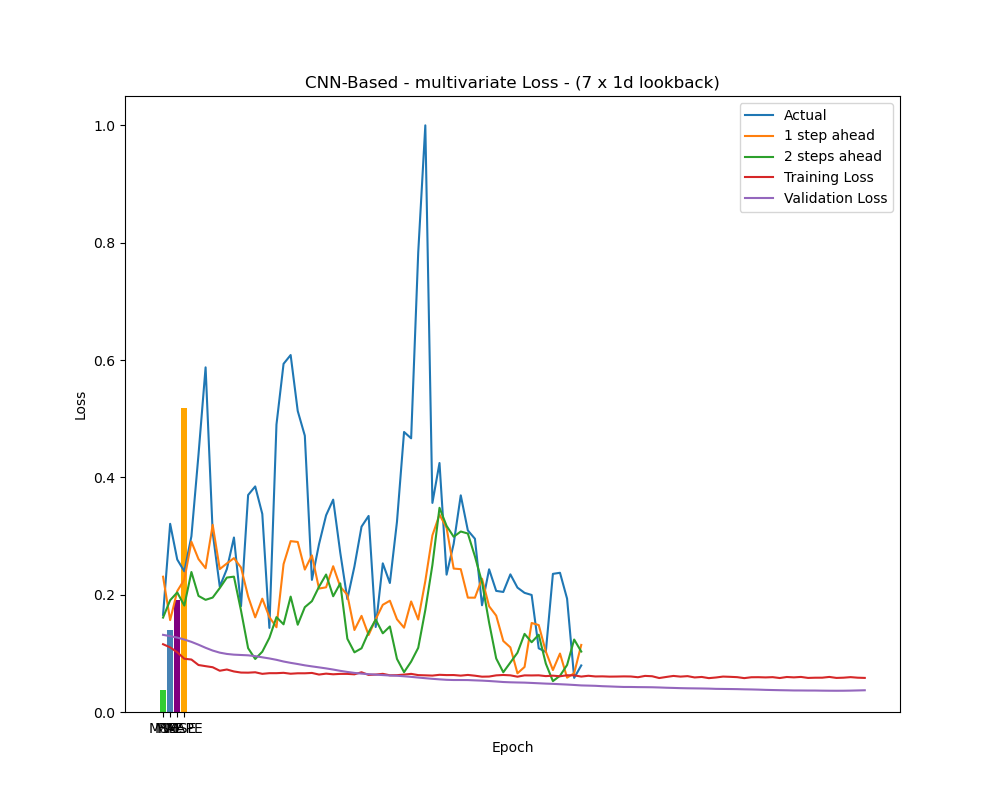 CNN-Based - multivariate Loss - (7 x 1d lookback)
Actual
1 step ahead
2 steps ahead
Training Loss
Validation Loss
1.0
0.8
0.6
0.4
0.2
0.0
Loss
Epoch